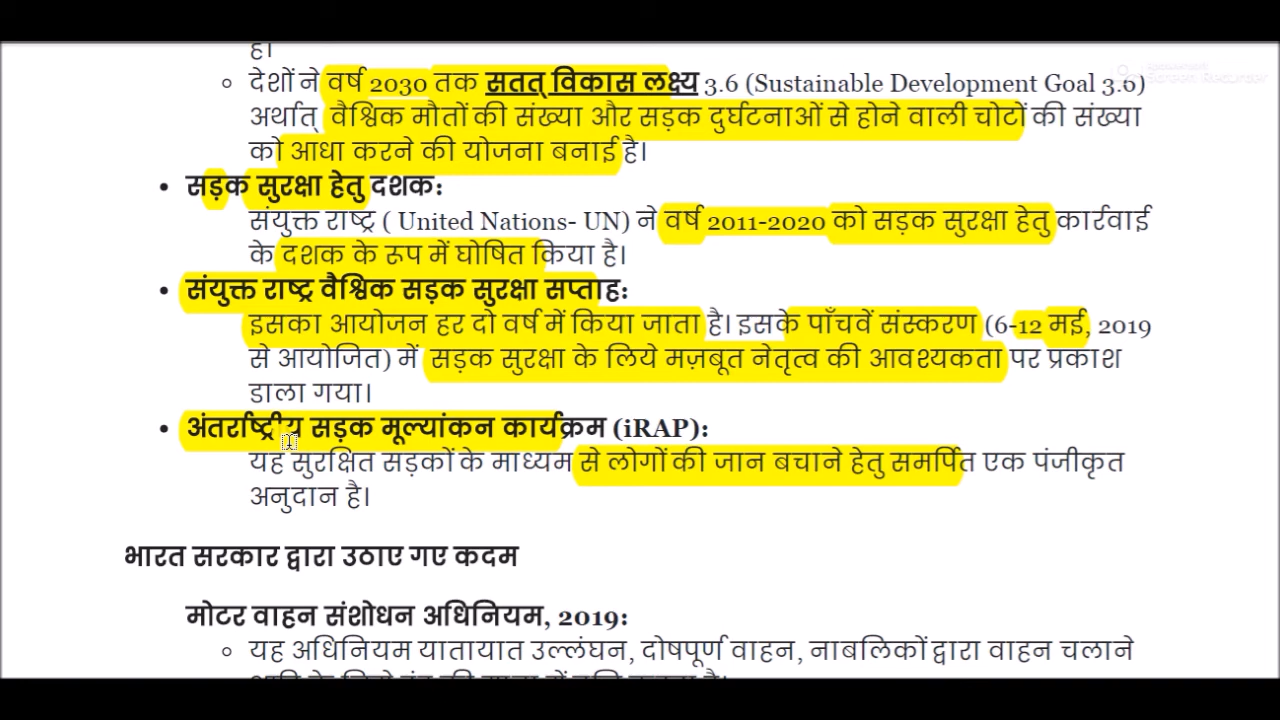 है।
देशों ने वर्ष 2030 तक सतत् विकास लक्ष्य 3.6 (Sustainable Development Goal 3.6)
अर्थात् वैश्विक मौतों की संख्या और सड़क दुर्घटनाओं से होने वाली चोटों की संख्या
को आधा करने की योजना बनाई है।
• सड़क सुरक्षा हेतु दशक:
संयुक्त राष्ट्र ( United Nations- UN) ने वर्ष 2011-2020 को सड़क सुरक्षा हेतु कार्रवाई
के दशक के रूप में घोषित किया है।
• संयुक्त राष्ट्र वैश्विक सड़क सुरक्षा सप्ताह:
इसका आयोजन हर दो वर्ष में किया जाता है। इसके पाँचवें संस्करण (6-12 मई, 2019
से आयोजित) में सड़क सुरक्षा के लिये मज़बूत नेतृत्व की आवश्यकता पर प्रकाश
डाला गया।
• अंतर्राष्ट्रीय सड़क मूल्यांकन कार्यक्रम (iRAP):
यह सुरक्षित सड़कों के माध्यम से लोगों की जान बचाने हेतु समर्पित एक पंजीकृत
अनुदान है।
भारत सरकार द्वारा उठाए गए कदम
मोटर वाहन संशोधन अधिनियम, 2019:
यह अधिनियम यातायात उल्लंघन, दोषपूर्ण वाहन, नाबलिकों द्वारा वाहन चलाने
Screen Recorder